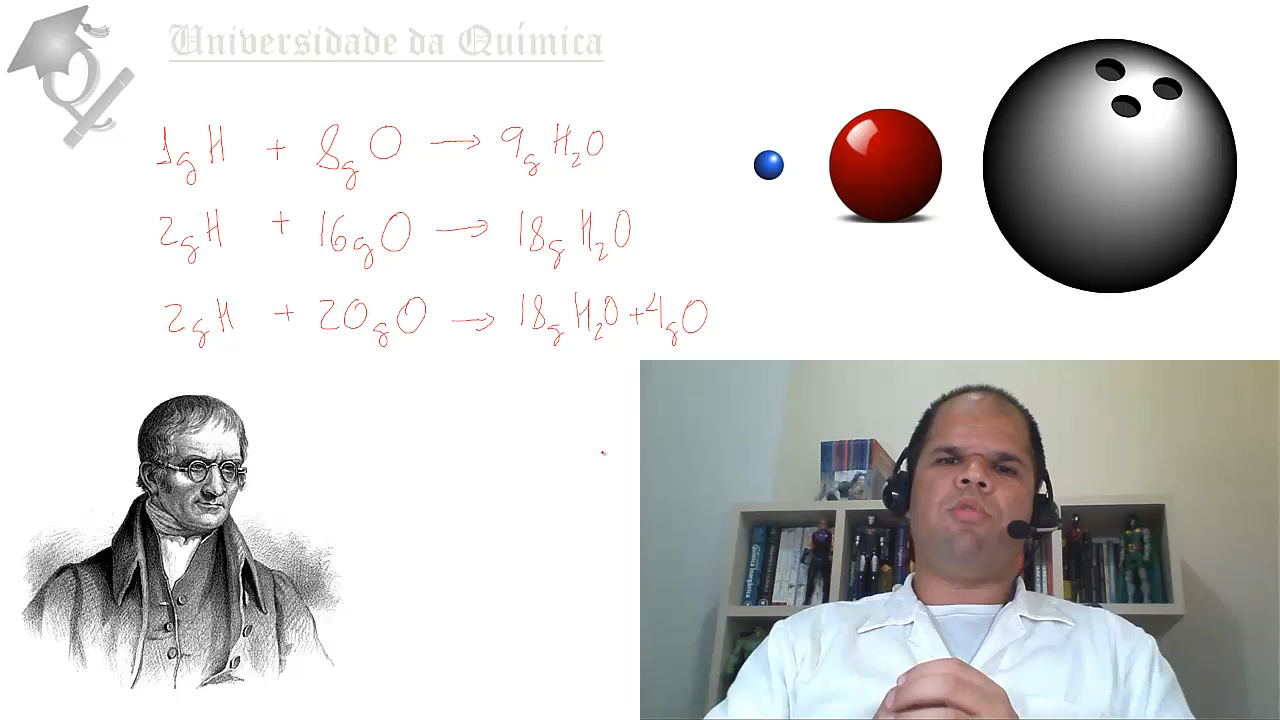 Universidade da Química
1g H + 8g O → 9g H₂O
2g H + 16g O → 18g H₂O
2g H + 20g O → 18g H₂O + 4g O